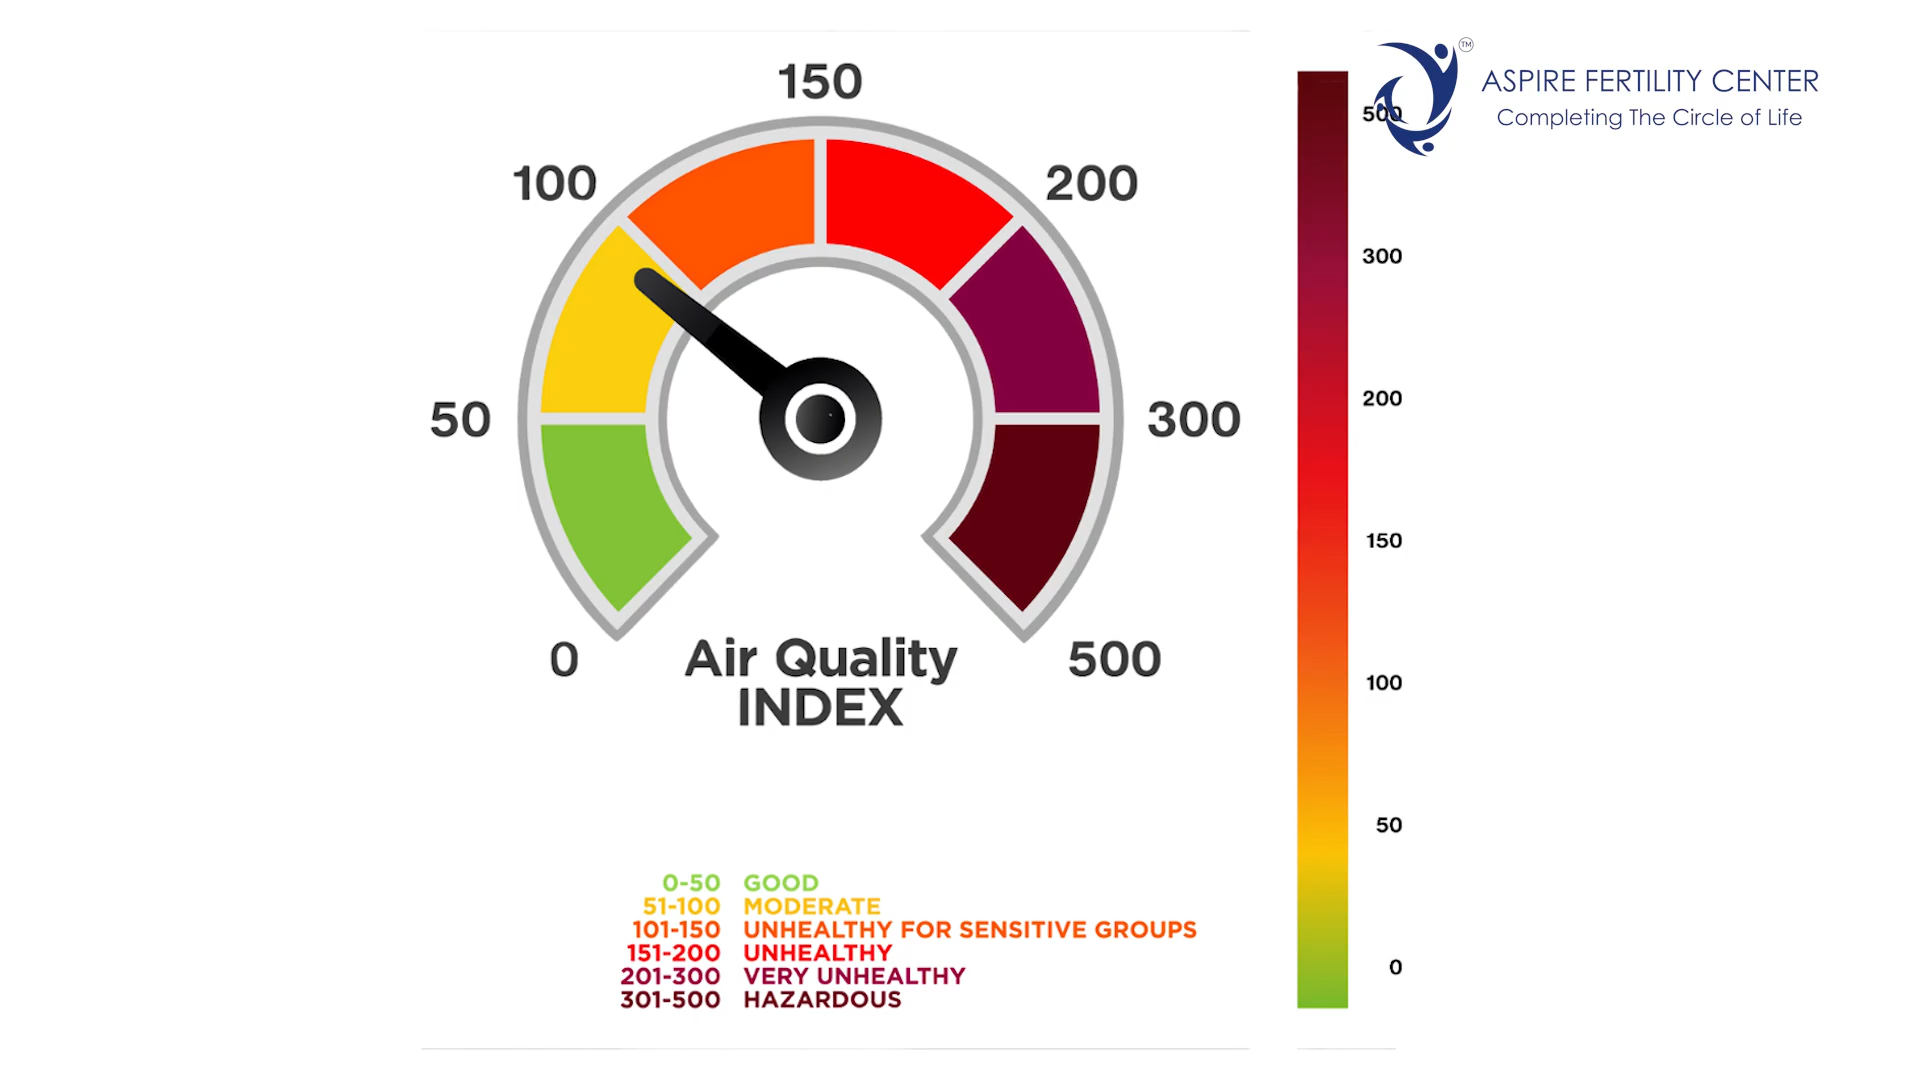 150
100
200
50
300
0
500
Air Quality
INDEX
0-50 GOOD
51-100 MODERATE
101-150 UNHEALTHY FOR SENSITIVE GROUPS
151-200 UNHEALTHY
201-300 VERY UNHEALTHY
301-500 HAZARDOUS
500
300
200
150
100
50
0
TM
ASPIRE FERTILITY CENTER
Completing The Circle of Life